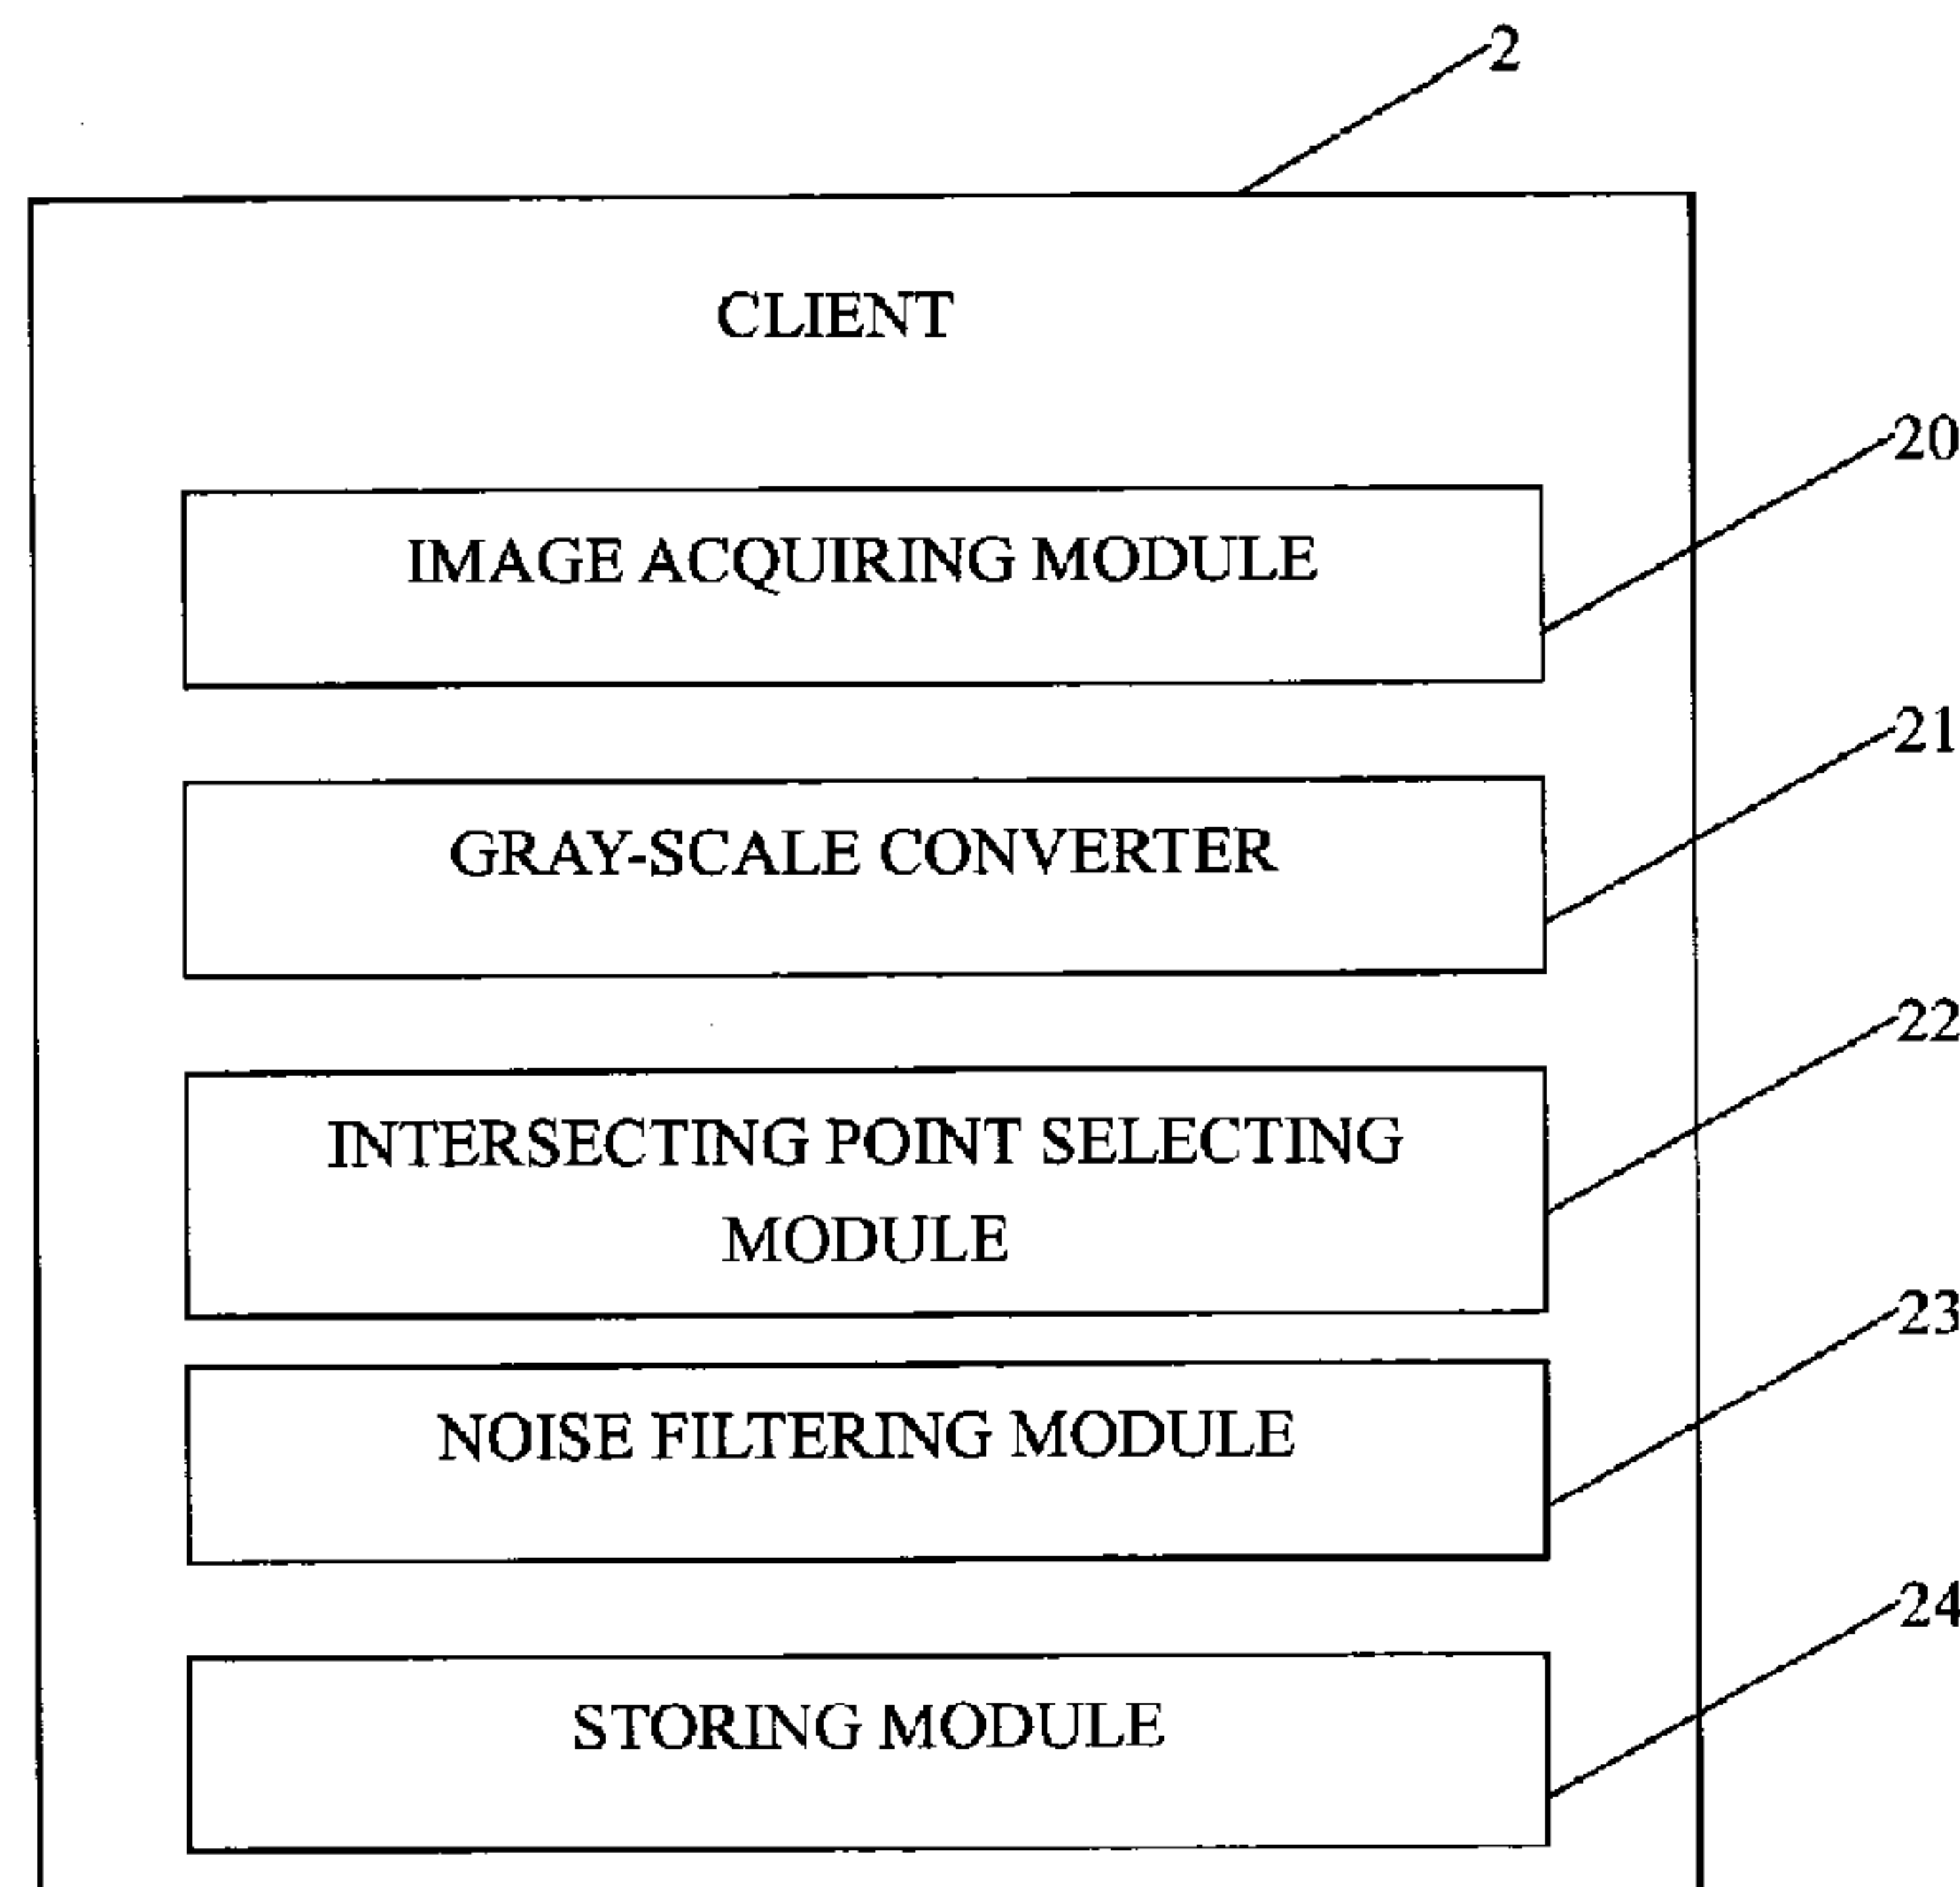 2
CLIENT
20
IMAGE ACQUIRING MODULE
21
GRAY-SCALE CONVERTER
22
INTERSECTING POINT SELECTING
MODULE
23
NOISE FILTERING MODULE
24
STORING MODULE